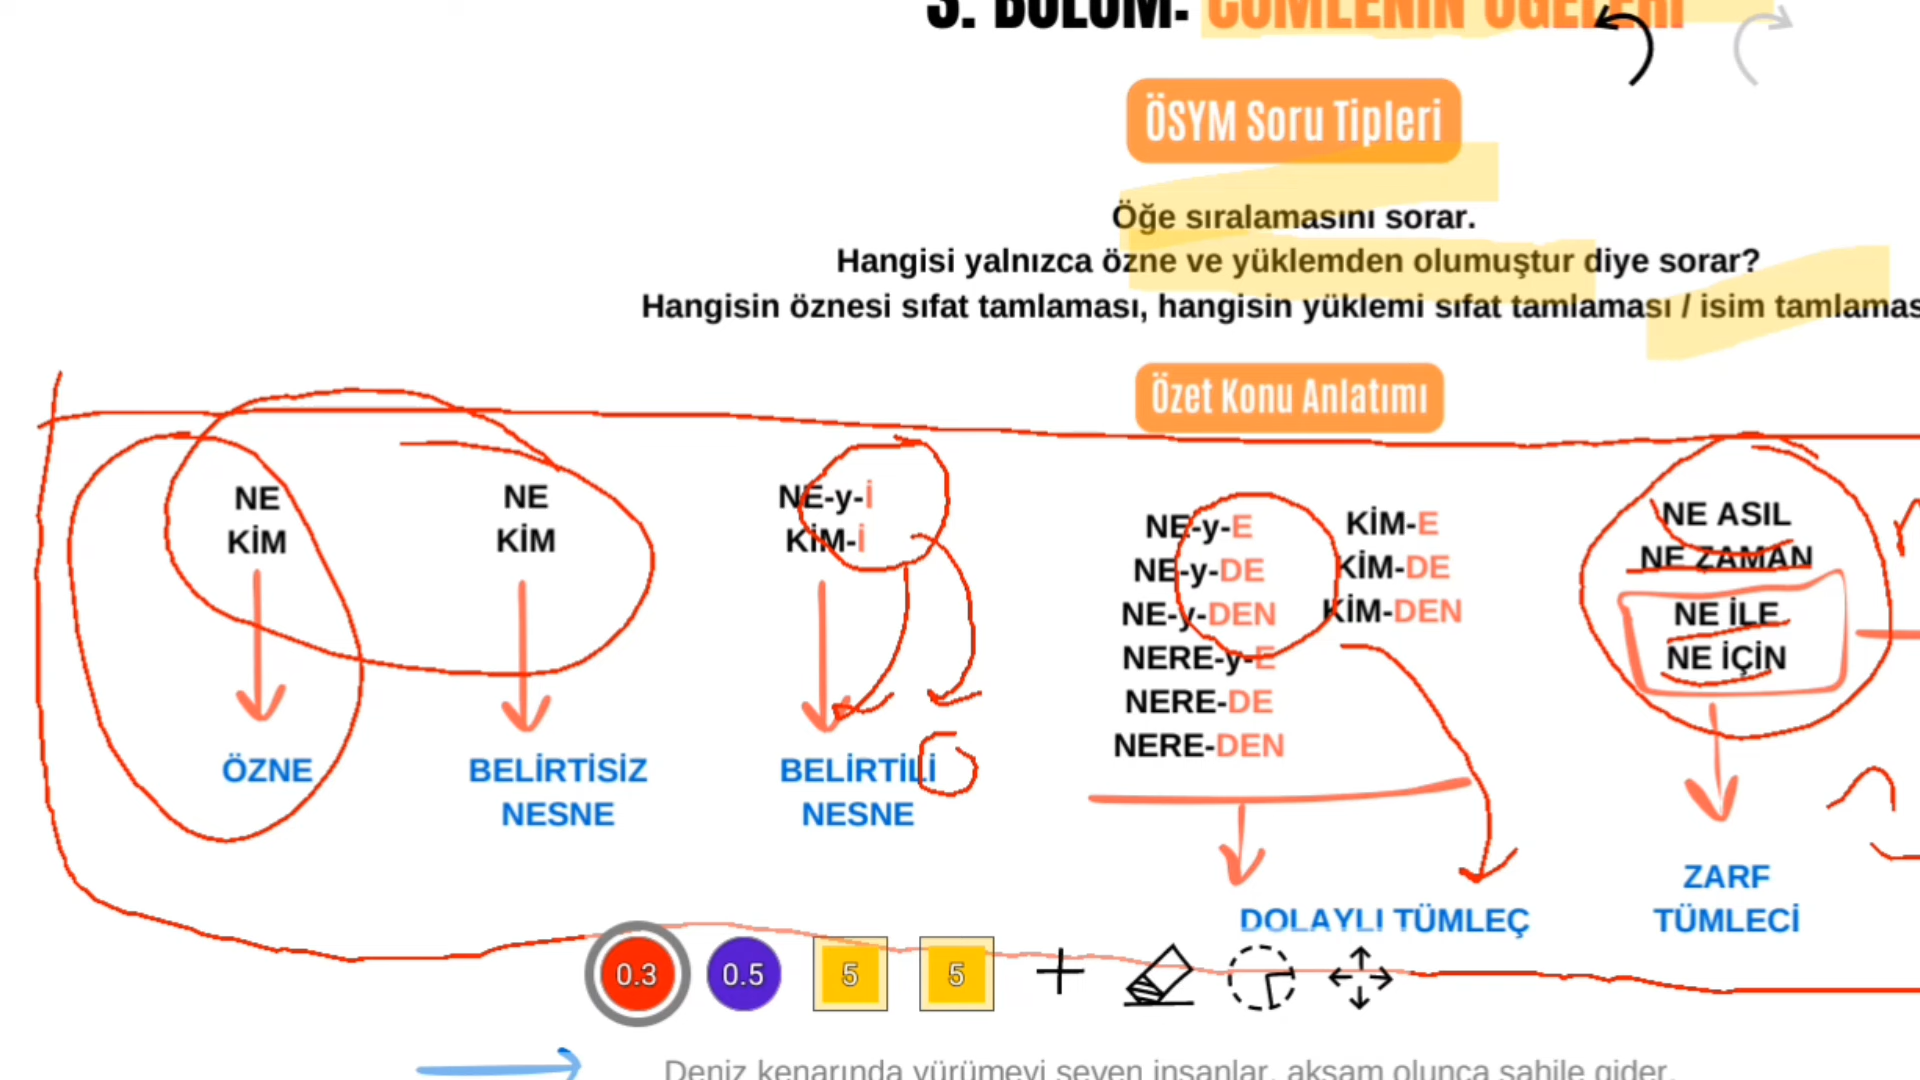 3. BÖLÜM: CÜMLENİN ÖGELERİ
ÖSYM Soru Tipleri
Öğe sıralamasını sorar.
Hangisi yalnızca özne ve yüklemden olumuştur diye sorar?
Hangisin öznesi sıfat tamlaması, hangisin yüklemi sıfat tamlaması / isim tamlamas
Özet Konu Anlatımı
NE
KİM
ÖZNE
NE
KİM
BELİRTİSİZ
NESNE
NE-y-İ
KİM-İ
BELİRTİLİ
NESNE
NE-y-E
NE-y-DE
NE-y-DEN
NERE-y-E
NERE-DE
NERE-DEN
KİM-E
KİM-DE
KİM-DEN
DOLAYLI TÜMLEÇ
NE ASIL
NE ZAMAN
NE İLE
NE İÇİN
ZARF
TÜMLECİ
0.3
0.5
5
5
Deniz kenarında yürümeyi seven insanlar, akşam olunca sahile gider.